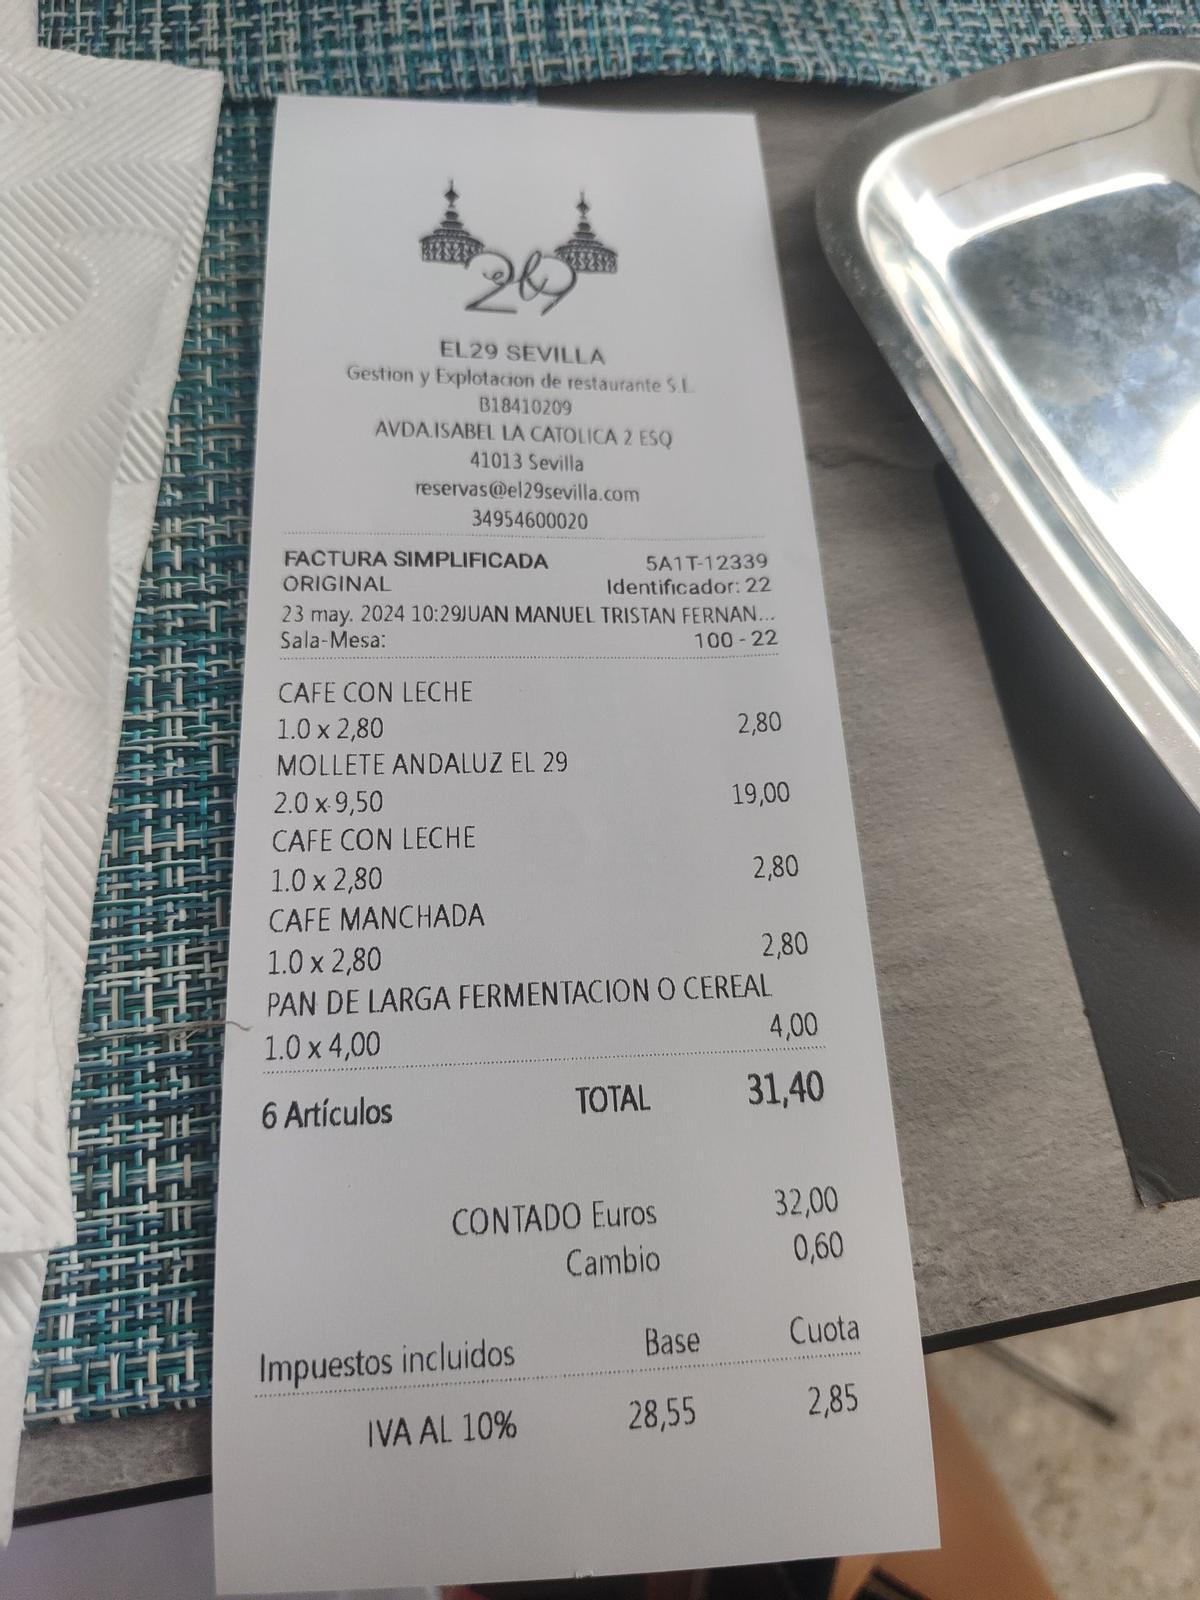 el 29
EL29 SEVILLA
Gestion y Explotacion de restaurante S.L.
B18410209
AVDA.ISABEL LA CATOLICA 2 ESQ
41013 Sevilla
reservas@el29sevilla.com
34954600020
FACTURA SIMPLIFICADA 5A1T-12339
ORIGINAL Identificador: 22
23 may. 2024 10:29JUAN MANUEL TRISTAN FERNAN...
Sala-Mesa: 100 - 22
CAFE CON LECHE
1.0 x 2,80 2,80
MOLLETE ANDALUZ EL 29
2.0 x 9,50 19,00
CAFE CON LECHE
1.0 x 2,80 2,80
CAFE MANCHADA
1.0 x 2,80 2,80
PAN DE LARGA FERMENTACION O CEREAL
1.0 x 4,00 4,00
6 Artículos TOTAL 31,40
CONTADO Euros 32,00
Cambio 0,60
Impuestos incluidos Base Cuota
IVA AL 10% 28,55 2,85